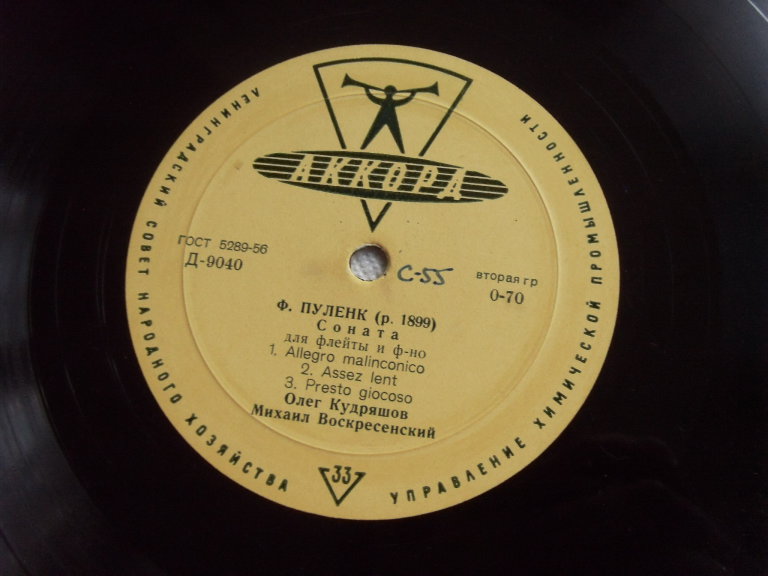 АККОРД
ЛЕНИНГРАДСКИЙ СОВЕТ НАРОДНОГО ХОЗЯЙСТВА
УПРАВЛЕНИЕ ХИМИЧЕСКОЙ ПРОМЫШЛЕННОСТИ
ГОСТ 5289-56
Д-9040
С-55
вторая гр
0-70
Ф. ПУЛЕНК (р. 1899)
Соната
для флейты и ф-но
1. Allegro malinconico
2. Assez lent
3. Presto giocoso
Олег Кудряшов
Михаил Воскресенский
33